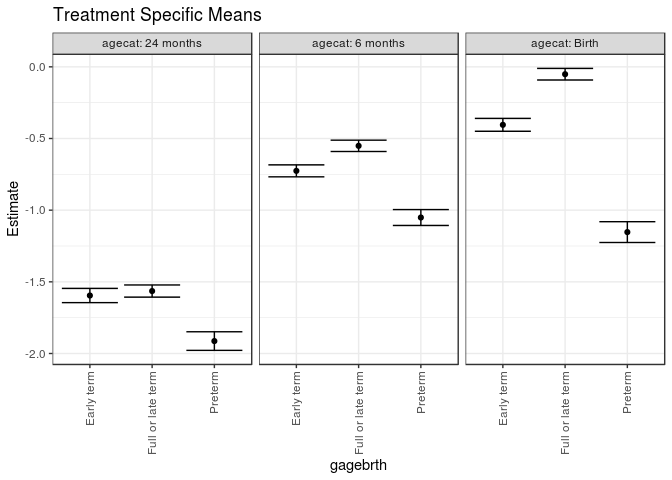 Treatment Specific Means
agecat: 24 months
agecat: 6 months
agecat: Birth
Estimate
0.0
-0.5
-1.0
-1.5
-2.0
Early term
Full or late term
Preterm
Early term
Full or late term
Preterm
Early term
Full or late term
Preterm
gagebrth